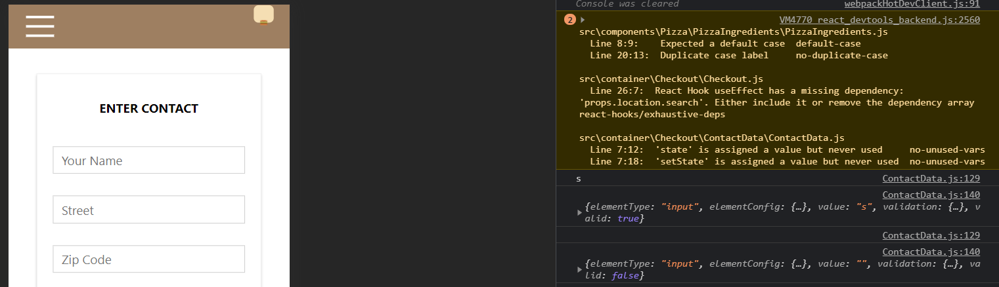 ENTER CONTACT
Your Name
Street
Zip Code
Console was cleared webpackHotDevClient.js:91
2 VM4770 react_devtools_backend.js:2560
src\components\Pizza\PizzaIngredients\PizzaIngredients.js
Line 8:9: Expected a default case default-case
Line 20:13: Duplicate case label no-duplicate-case
src\container\Checkout\Checkout.js
Line 26:7: React Hook useEffect has a missing dependency:
'props.location.search'. Either include it or remove the dependency array
react-hooks/exhaustive-deps
src\container\Checkout\ContactData\ContactData.js
Line 7:12: 'state' is assigned a value but never used no-unused-vars
Line 7:18: 'setState' is assigned a value but never used no-unused-vars
s ContactData.js:129
ContactData.js:140
{elementType: "input", elementConfig: {…}, value: "s", validation: {…}, v
alid: true}
ContactData.js:129
ContactData.js:140
{elementType: "input", elementConfig: {…}, value: "", validation: {…}, va
lid: false}